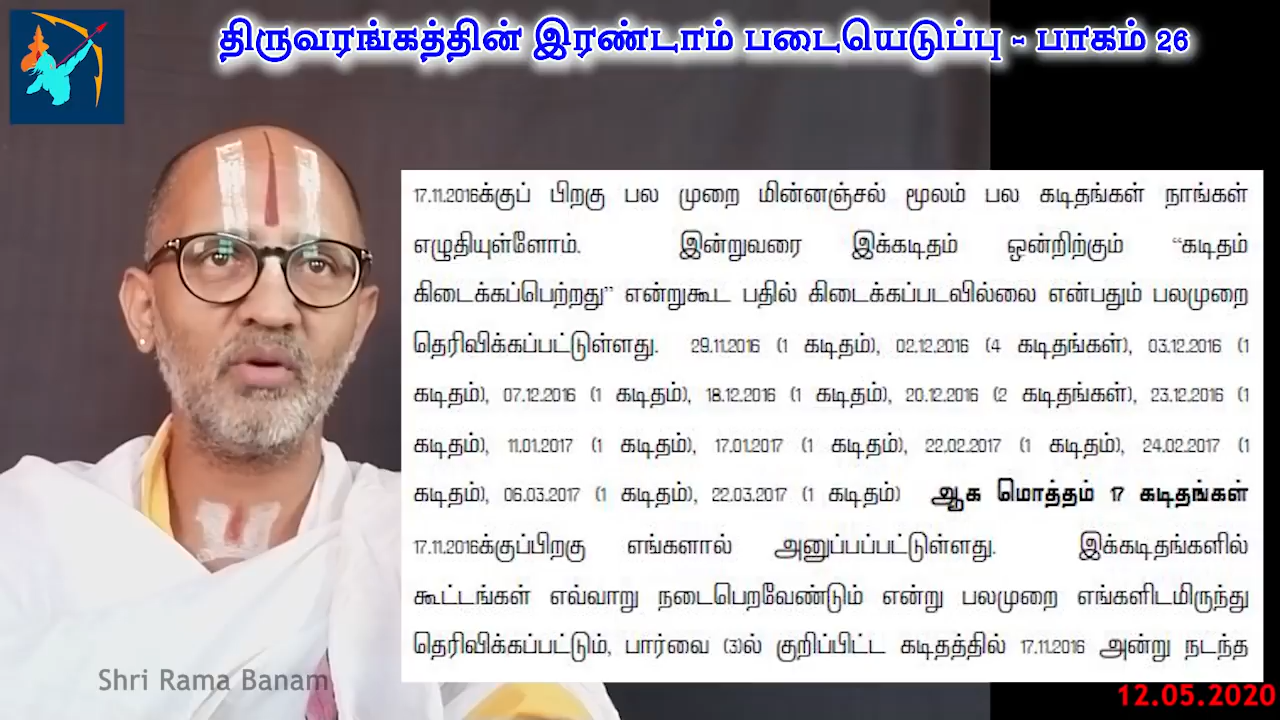 திருவரங்கத்தின் இரண்டாம் படையெடுப்பு - பாகம் 26
17.11.2016க்குப் பிறகு பல முறை மின்னஞ்சல் மூலம் பல கடிதங்கள் நாங்கள்
எழுதியுள்ளோம். இன்றுவரை இக்கடிதம் ஒன்றிற்கும் “கடிதம்
கிடைக்கப்பெற்றது” என்றுகூட பதில் கிடைக்கப்படவில்லை என்பதும் பலமுறை
தெரிவிக்கப்பட்டுள்ளது. 29.11.2016 (1 கடிதம்), 02.12.2016 (4 கடிதங்கள்), 03.12.2016 (1
கடிதம்), 07.12.2016 (1 கடிதம்), 18.12.2016 (1 கடிதம்), 20.12.2016 (2 கடிதங்கள்), 23.12.2016 (1
கடிதம்), 11.01.2017 (1 கடிதம்), 17.01.2017 (1 கடிதம்), 22.02.2017 (1 கடிதம்), 24.02.2017 (1
கடிதம்), 06.03.2017 (1 கடிதம்), 22.03.2017 (1 கடிதம்) ஆக மொத்தம் 17 கடிதங்கள்
17.11.2016க்குப்பிறகு எங்களால் அனுப்பப்பட்டுள்ளது. இக்கடிதங்களில்
கூட்டங்கள் எவ்வாறு நடைபெறவேண்டும் என்று பலமுறை எங்களிடமிருந்து
தெரிவிக்கப்பட்டும், பார்வை (3)ல் குறிப்பிட்ட கடிதத்தில் 17.11.2016 அன்று நடந்த
Shri Rama Banam
12.05.2020